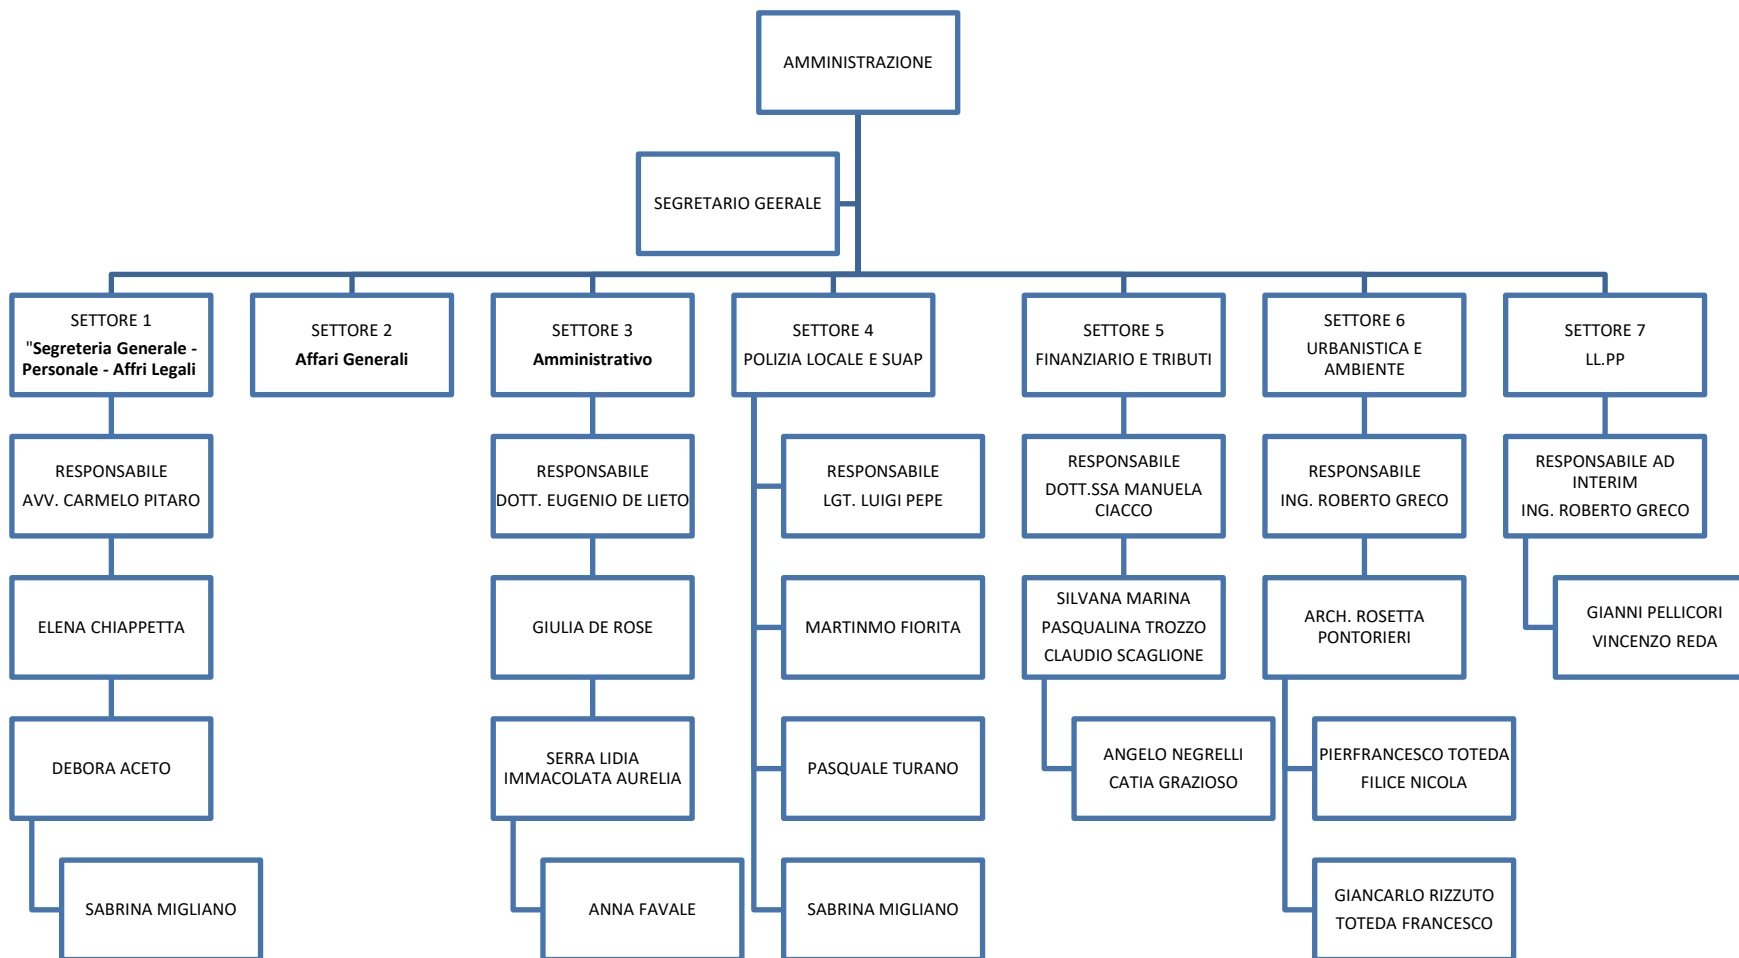 AMMINISTRAZIONE
SEGRETARIO GEERALE
SETTORE 1
"Segreteria Generale -
Personale - Affri Legali
SETTORE 2
Affari Generali
SETTORE 3
Amministrativo
SETTORE 4
POLIZIA LOCALE E SUAP
SETTORE 5
FINANZIARIO E TRIBUTI
SETTORE 6
URBANISTICA E
AMBIENTE
SETTORE 7
LL.PP
RESPONSABILE
AVV. CARMELO PITARO
RESPONSABILE
DOTT. EUGENIO DE LIETO
RESPONSABILE
LGT. LUIGI PEPE
RESPONSABILE
DOTT.SSA MANUELA
CIACCO
RESPONSABILE
ING. ROBERTO GRECO
RESPONSABILE AD
INTERIM
ING. ROBERTO GRECO
ELENA CHIAPPETTA
GIULIA DE ROSE
MARTINMO FIORITA
SILVANA MARINA
PASQUALINA TROZZO
CLAUDIO SCAGLIONE
ARCH. ROSETTA
PONTORIERI
GIANNI PELLICORI
VINCENZO REDA
DEBORA ACETO
SERRA LIDIA
IMMACOLATA AURELIA
PASQUALE TURANO
ANGELO NEGRELLI
CATIA GRAZIOSO
PIERFRANCESCO TOTEDA
FILICE NICOLA
SABRINA MIGLIANO
ANNA FAVALE
SABRINA MIGLIANO
GIANCARLO RIZZUTO
TOTEDA FRANCESCO